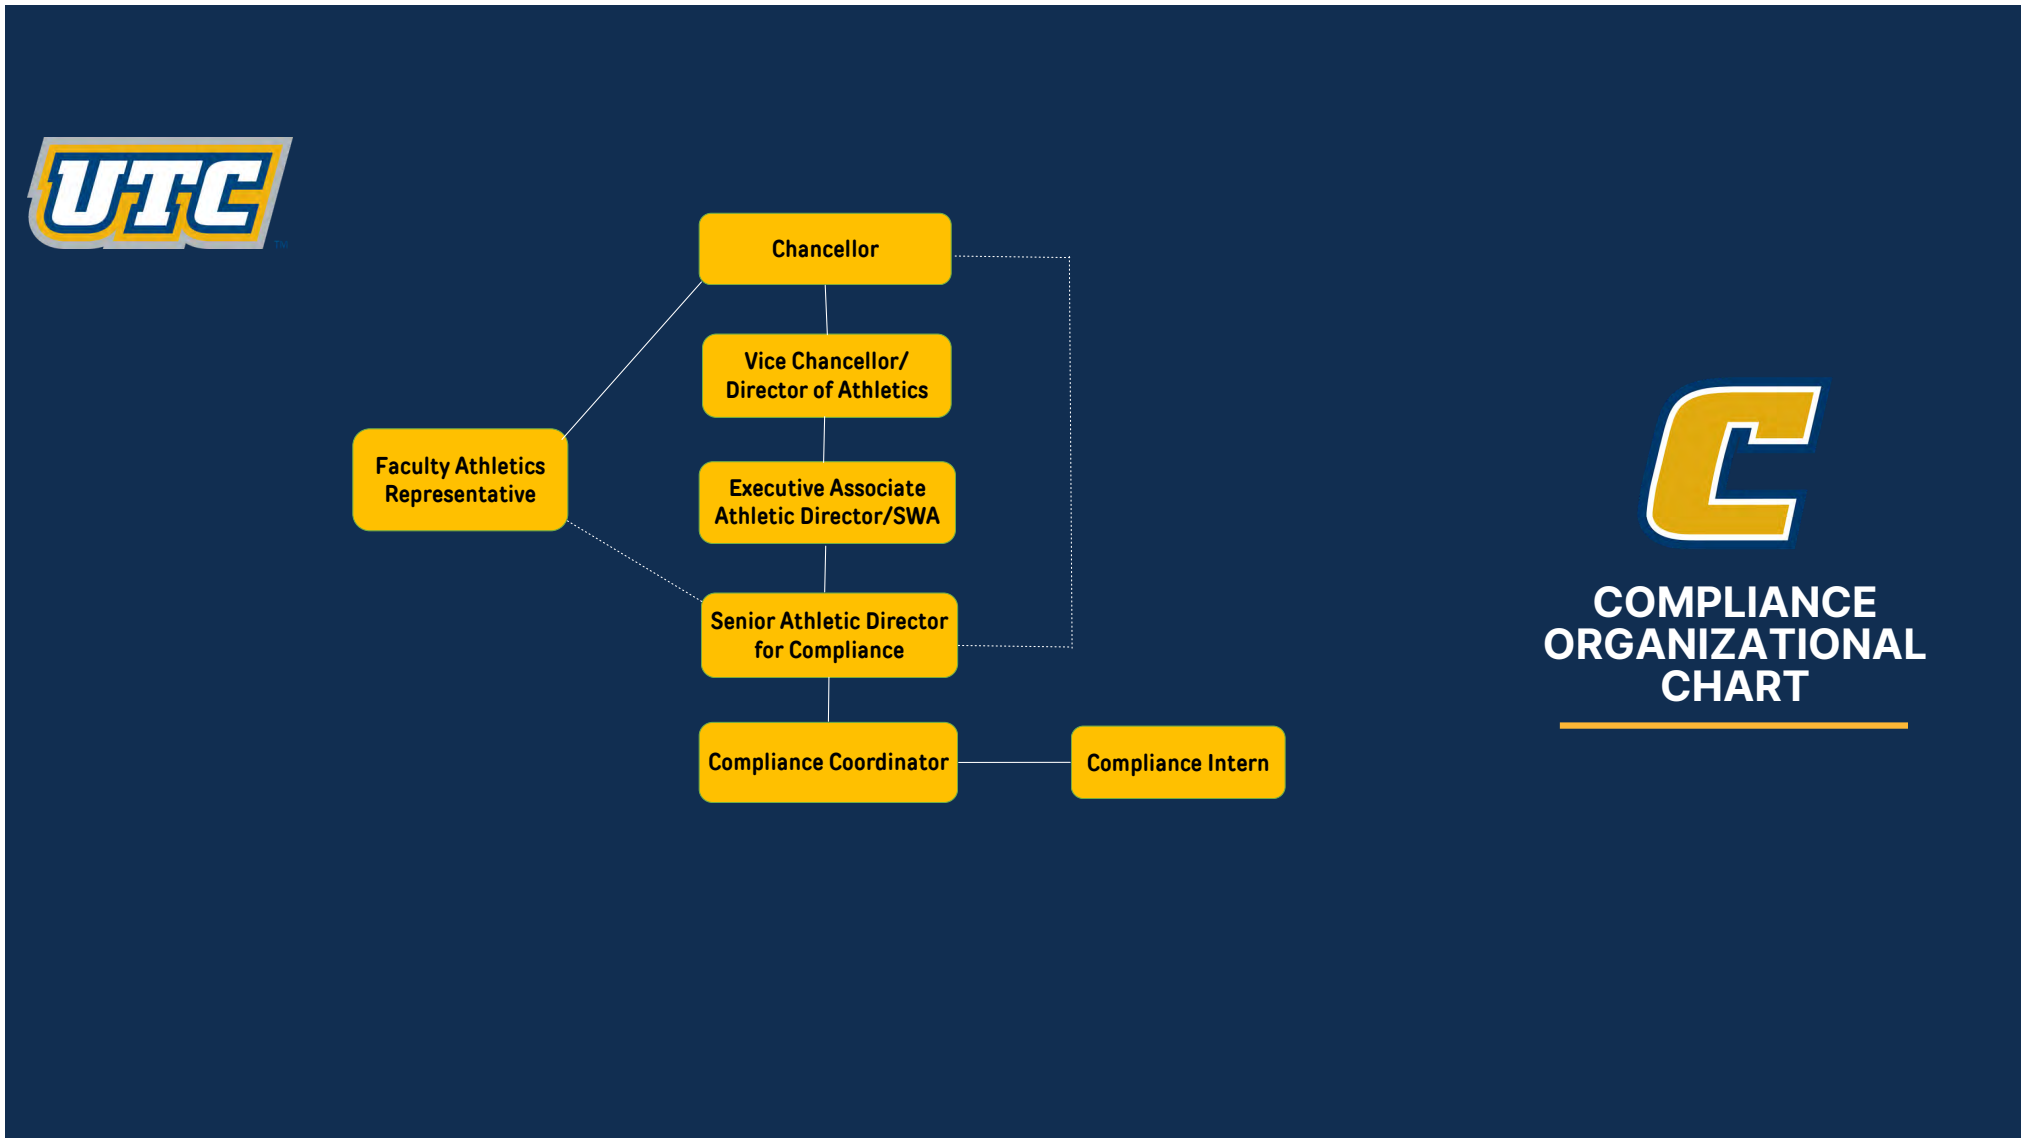 UTC
TM
Chancellor
Vice Chancellor/
Director of Athletics
Faculty Athletics
Representative
Executive Associate
Athletic Director/SWA
Senior Athletic Director
for Compliance
Compliance Coordinator
Compliance Intern
C
COMPLIANCE
ORGANIZATIONAL
CHART